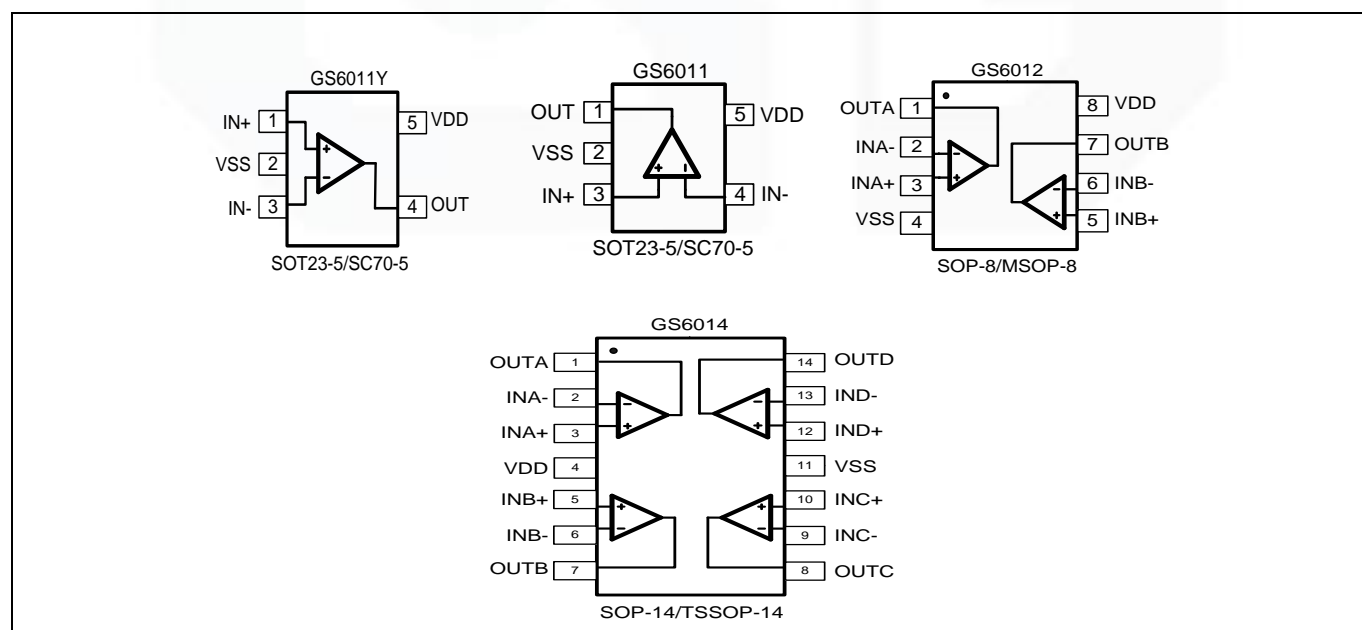 GS6011Y
IN+ 1
VSS 2
IN- 3
5 VDD
4 OUT
+
-
SOT23-5/SC70-5
GS6011
OUT 1
VSS 2
IN+ 3
5 VDD
4 IN-
+ -
SOT23-5/SC70-5
GS6012
OUTA 1
INA- 2
INA+ 3
VSS 4
8 VDD
7 OUTB
6 INB-
5 INB+
-
+
-
+
SOP-8/MSOP-8
GS6014
OUTA 1
INA- 2
INA+ 3
VDD 4
INB+ 5
INB- 6
OUTB 7
14 OUTD
13 IND-
12 IND+
11 VSS
10 INC+
9 INC-
8 OUTC
-
+
-
+
+
-
+
-
SOP-14/TSSOP-14